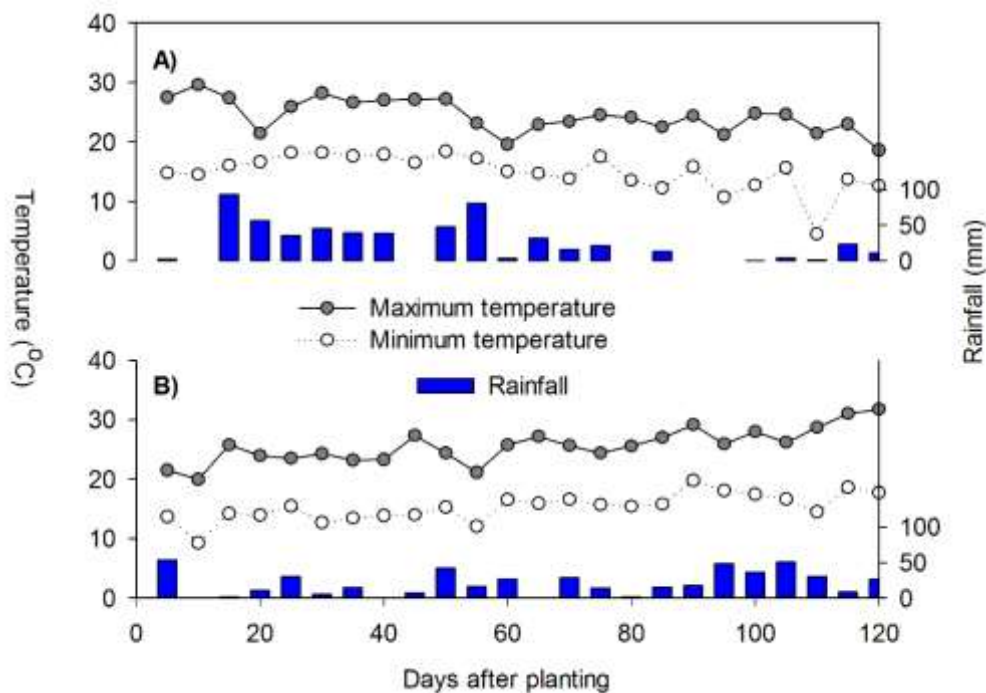 A)
40
30
20
10
0
100
50
0
Maximum temperature
Minimum temperature
Rainfall
Temperature (⁰C)
Rainfall (mm)
B)
40
30
20
10
0
100
50
0
0 20 40 60 80 100 120
Days after planting